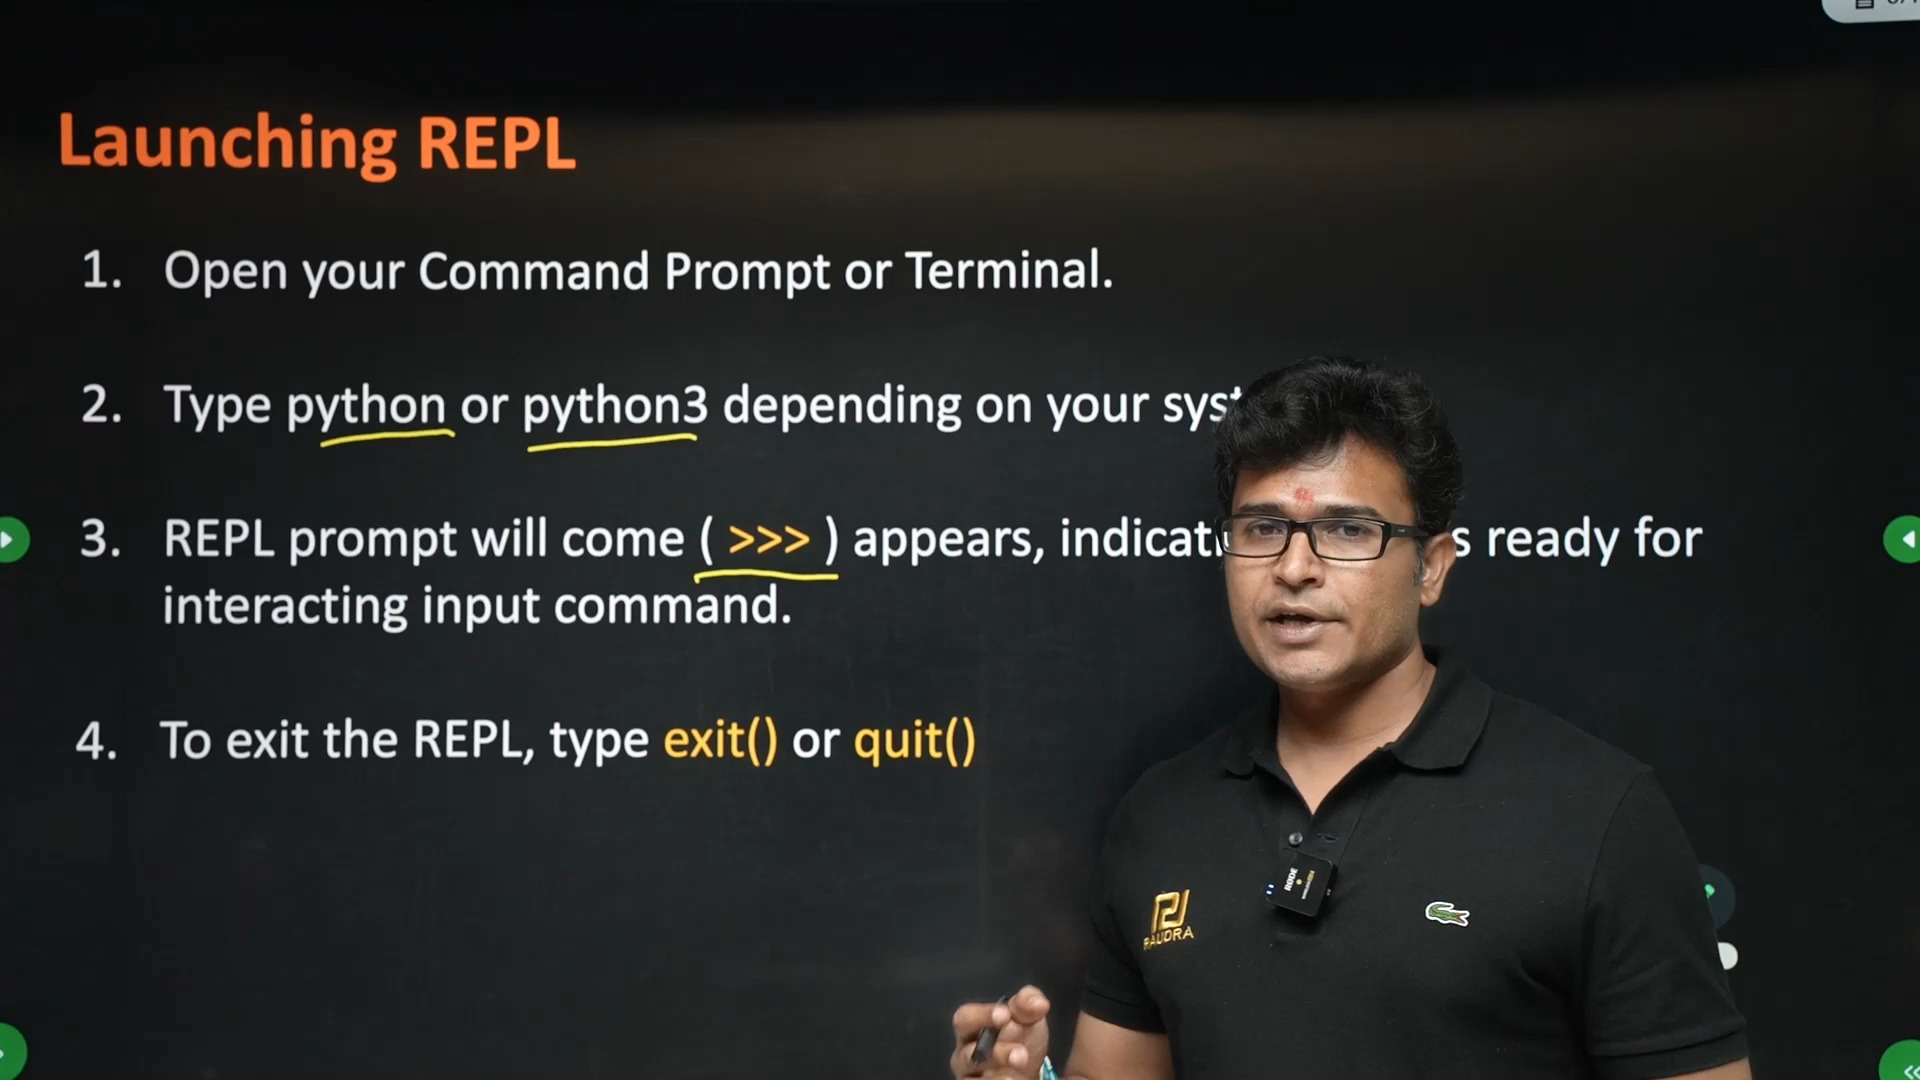 Launching REPL
1. Open your Command Prompt or Terminal.
2. Type python or python3 depending on your
3. REPL prompt will come ( >>> ) appears, ready for
interacting input command.
4. To exit the REPL, type exit() or quit()
RODE
RAUDRA